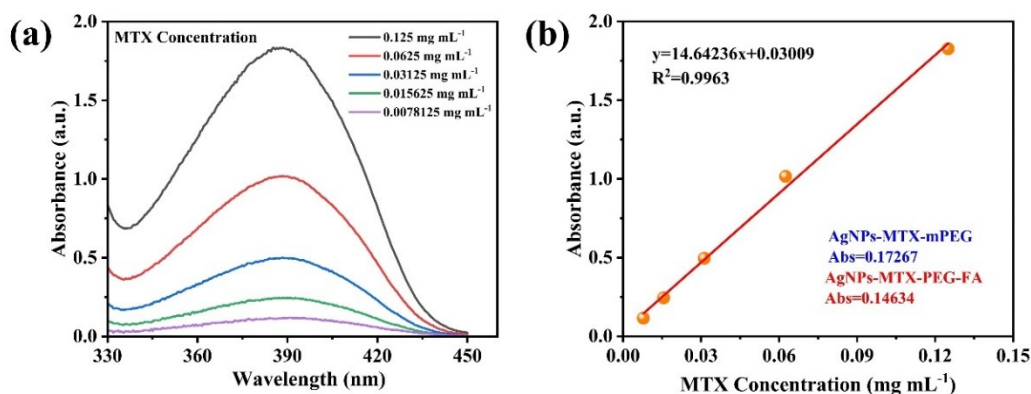 (a)
MTX Concentration
0.125 mg mL⁻¹
0.0625 mg mL⁻¹
0.03125 mg mL⁻¹
0.015625 mg mL⁻¹
0.0078125 mg mL⁻¹
Absorbance (a.u.)
2.0
1.5
1.0
0.5
0.0
330
360
390
420
450
Wavelength (nm)
(b)
y=14.64236x+0.03009
R²=0.9963
AgNPs-MTX-mPEG
Abs=0.17267
AgNPs-MTX-PEG-FA
Abs=0.14634
Absorbance (a.u.)
2.0
1.5
1.0
0.5
0.0
0.00
0.03
0.06
0.09
0.12
0.15
MTX Concentration (mg mL⁻¹)